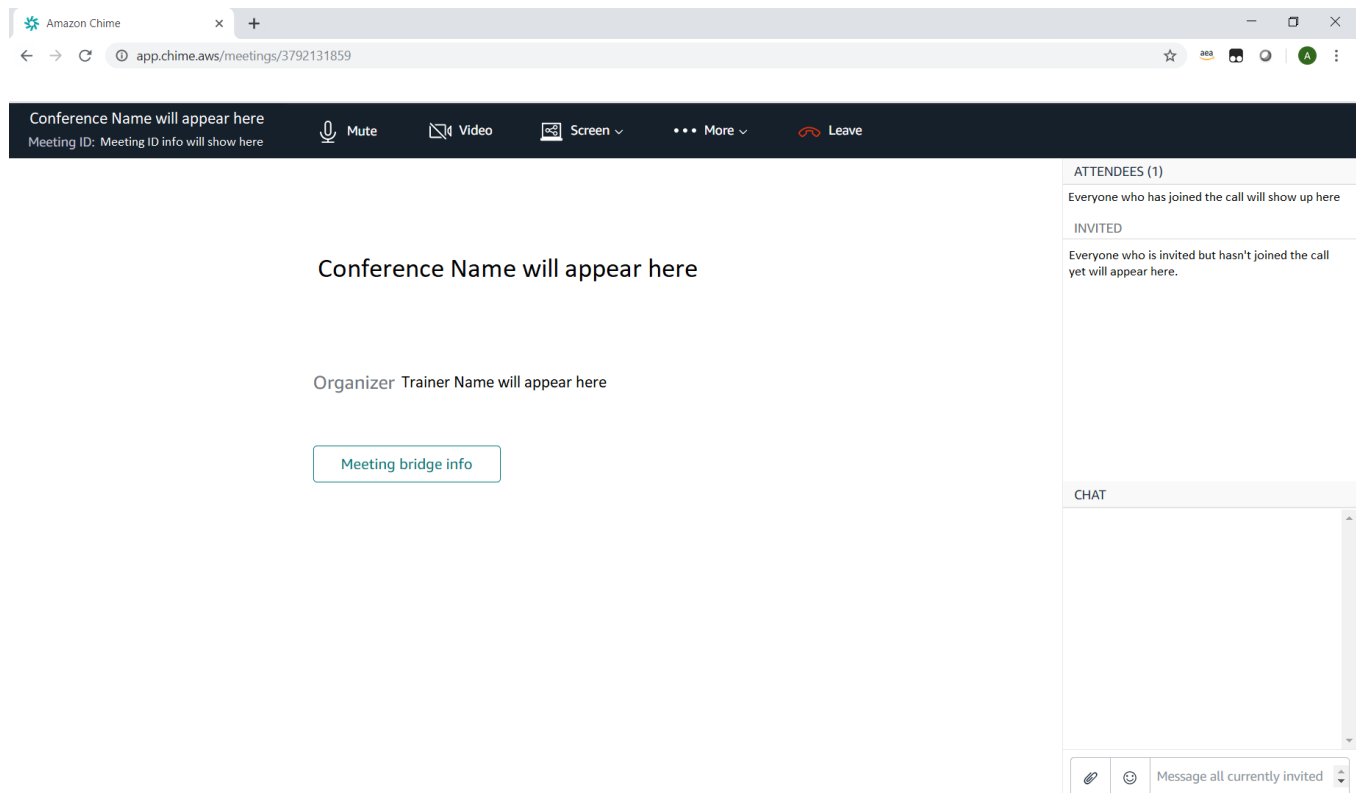 Amazon Chime
app.chime.aws/meetings/3792131859
aea
A
Conference Name will appear here
Meeting ID: Meeting ID info will show here
Mute
Video
Screen
More
Leave
ATTENDEES (1)
Everyone who has joined the call will show up here
INVITED
Everyone who is invited but hasn't joined the call
yet will appear here.
Conference Name will appear here
Organizer Trainer Name will appear here
Meeting bridge info
CHAT
Message all currently invited